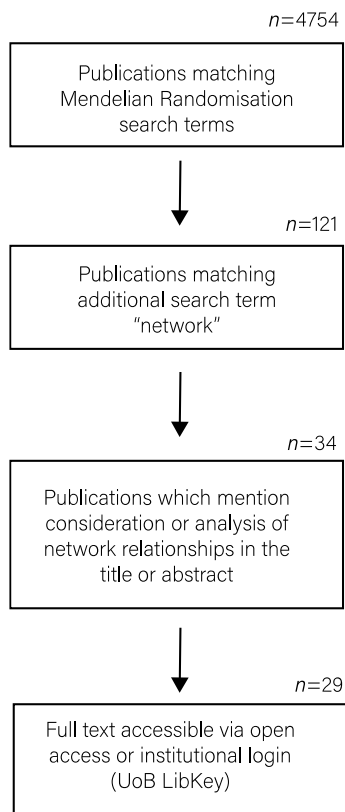 n=4754
Publications matching
Mendelian Randomisation
search terms
n=121
Publications matching
additional search term
“network”
n=34
Publications which mention
consideration or analysis of
network relationships in the
title or abstract
n=29
Full text accessible via open
access or institutional login
(UoB LibKey)